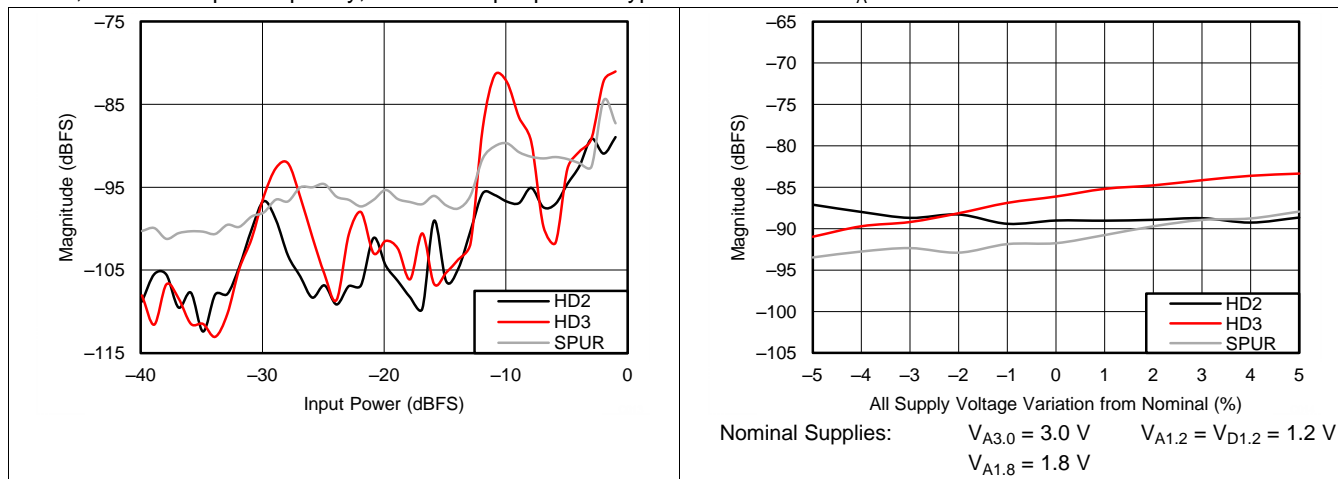 –75
–85
–95
–105
–115
Magnitude (dBFS)
HD2
HD3
SPUR
–40 –30 –20 –10 0
Input Power (dBFS)
–65
–70
–75
–80
–85
–90
–95
–100
–105
Magnitude (dBFS)
HD2
HD3
SPUR
–5 –4 –3 –2 –1 0 1 2 3 4 5
All Supply Voltage Variation from Nominal (%)
Nominal Supplies: VA3.0 = 3.0 V VA1.2 = VD1.2 = 1.2 V
VA1.8 = 1.8 V